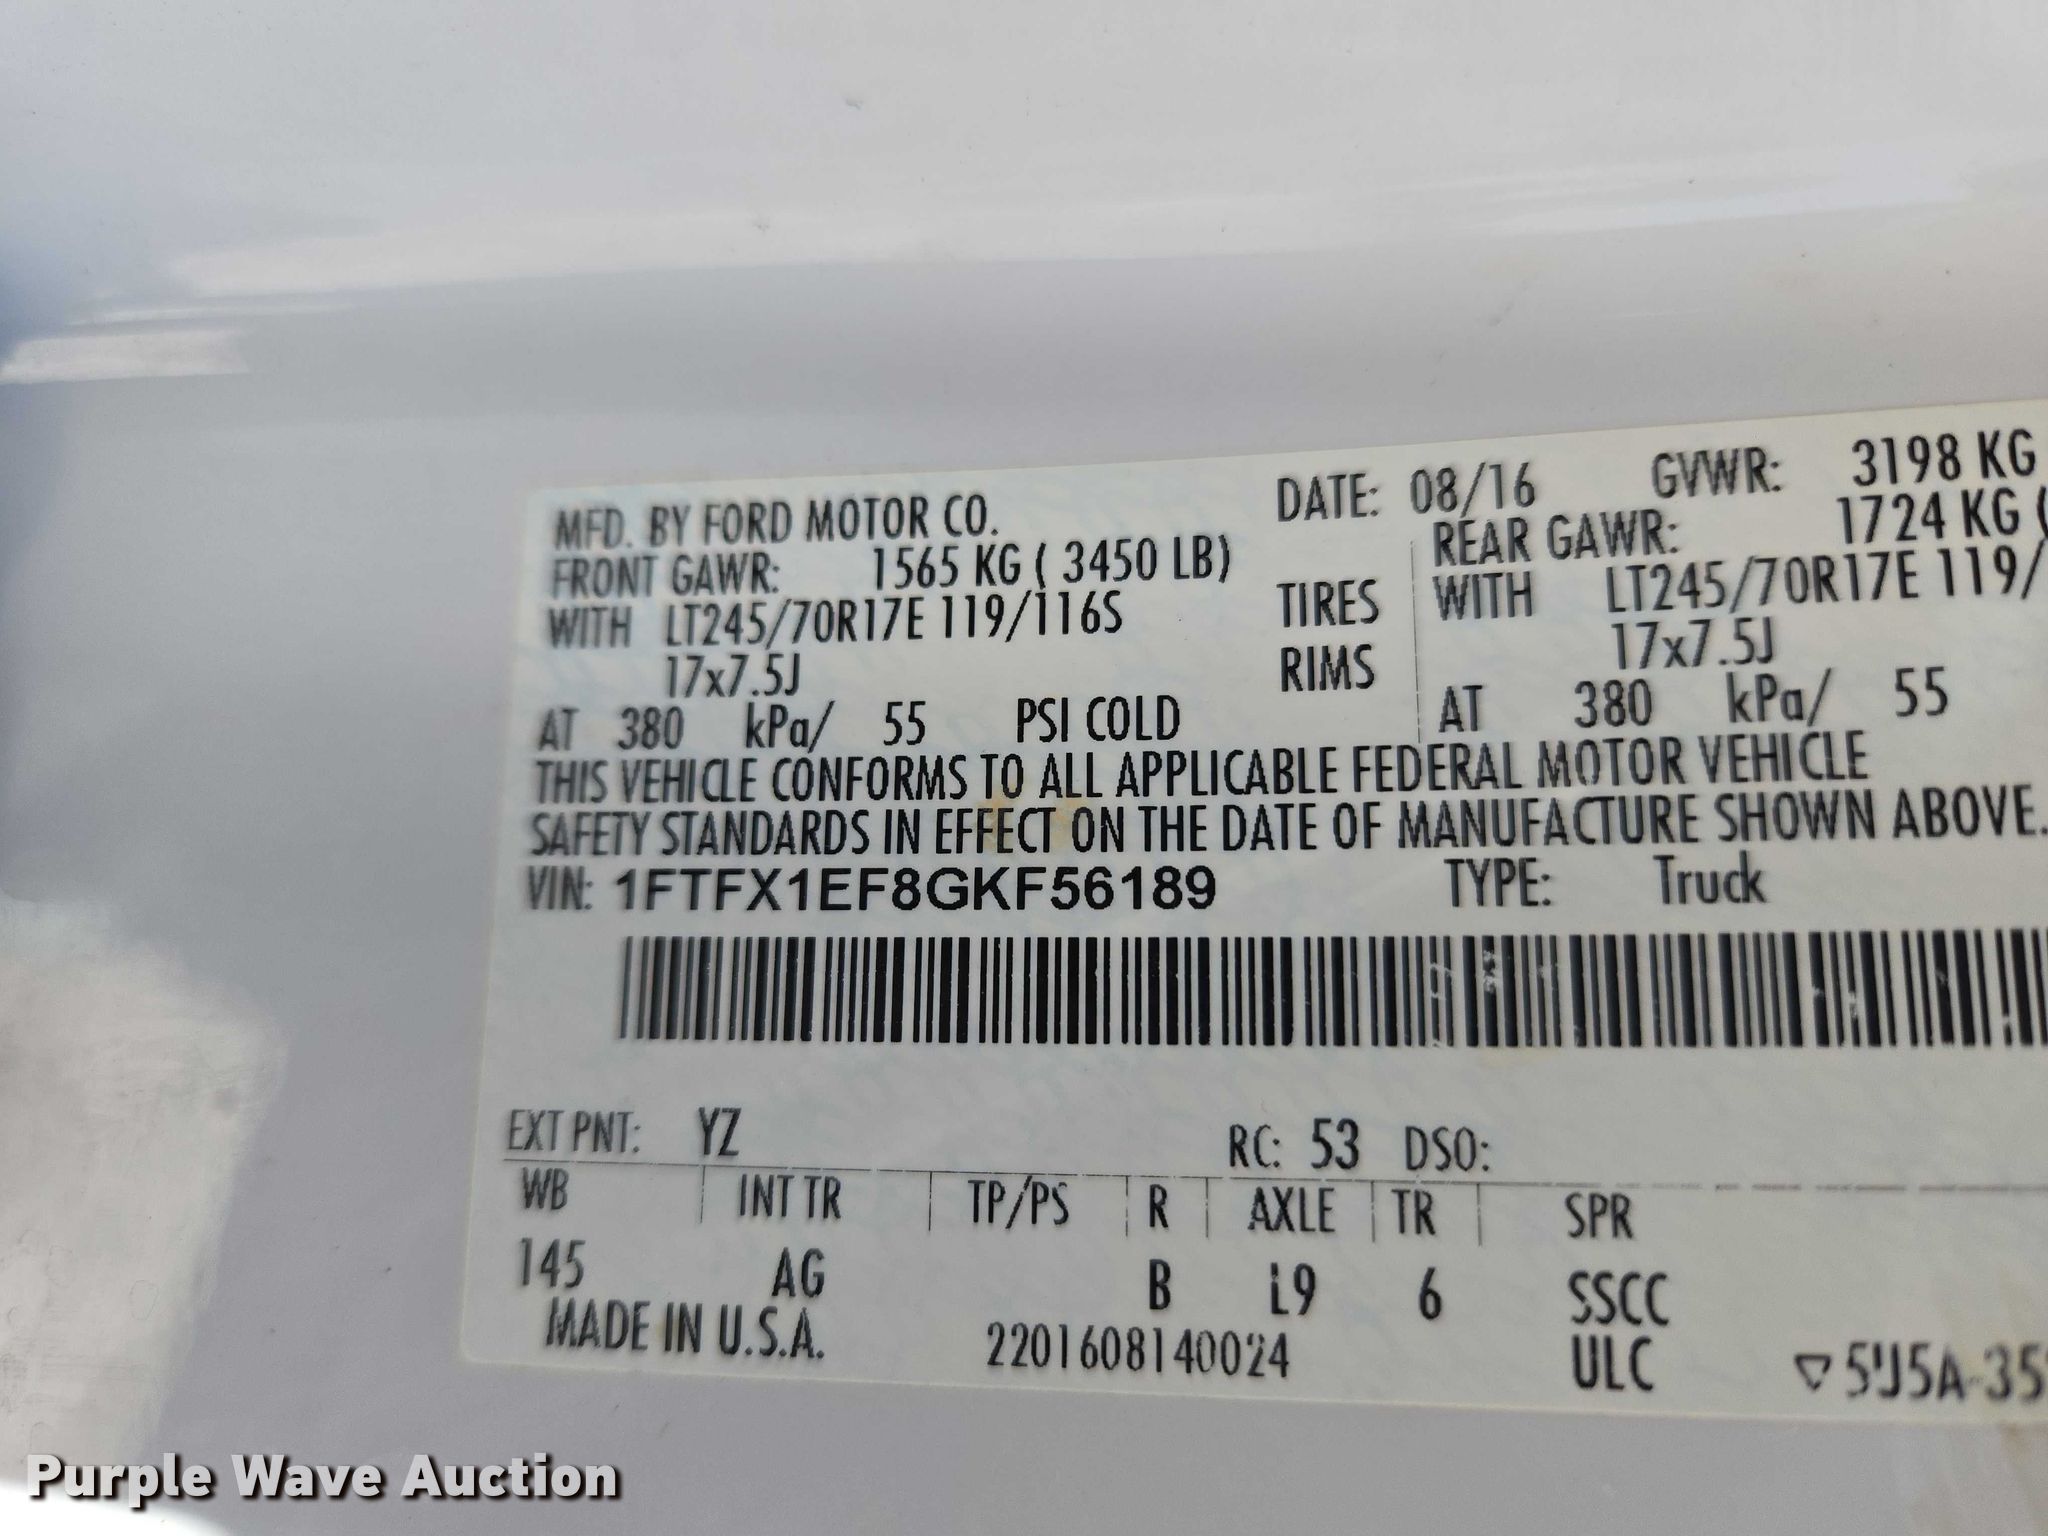 MFD. BY FORD MOTOR CO. DATE: 08/16 GVWR: 3198 KG
FRONT GAWR: 1565 KG ( 3450 LB) REAR GAWR: 1724 KG (
WITH LT245/70R17E 119/116S TIRES WITH LT245/70R17E 119/
17x7.5J RIMS 17x7.5J
AT 380 kPa/ 55 PSI COLD AT 380 kPa/ 55
THIS VEHICLE CONFORMS TO ALL APPLICABLE FEDERAL MOTOR VEHICLE
SAFETY STANDARDS IN EFFECT ON THE DATE OF MANUFACTURE SHOWN ABOVE.
VIN: 1FTFX1EF8GKF56189 TYPE: Truck
EXT PNT: YZ RC: 53 DSO:
WB INT TR TP/PS R AXLE TR SPR
145 AG B L9 6 SSCC
MADE IN U.S.A. 2201608140024 ULC
Purple Wave Auction